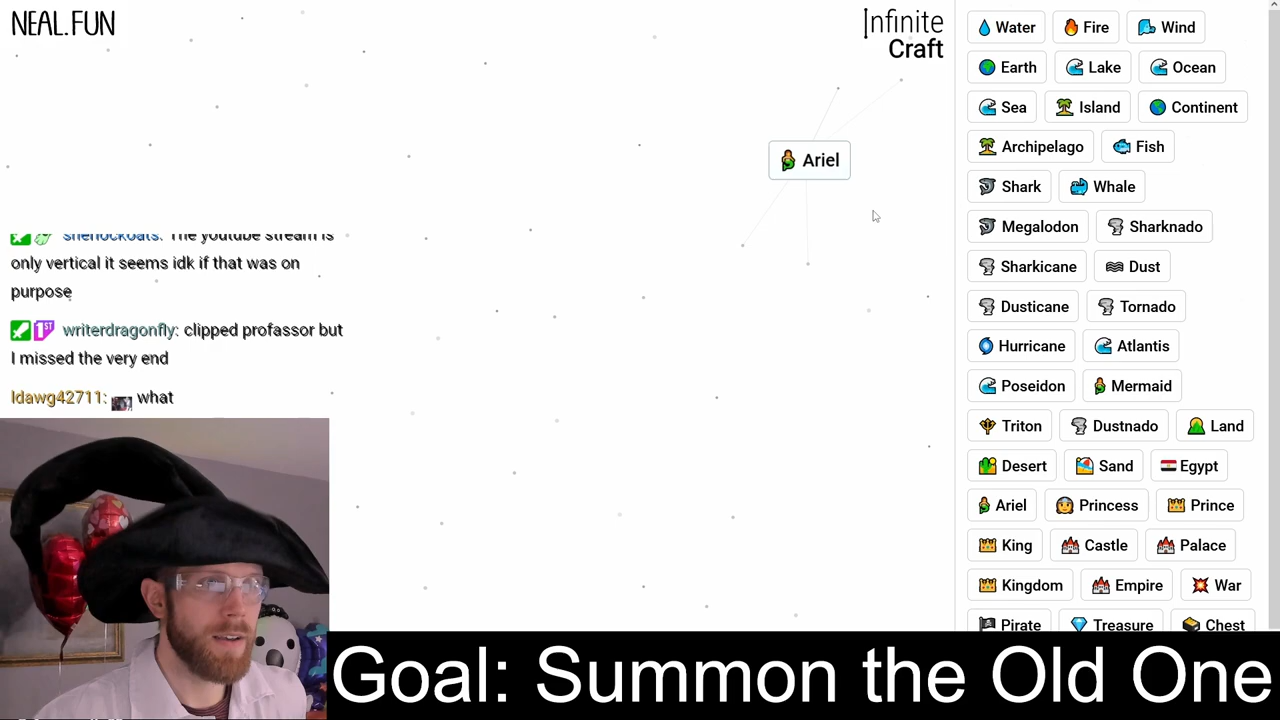 NEAL.FUN
Infinite
Craft
Ariel
sherlockoats: The youtube stream is
only vertical it seems idk if that was on
purpose
writerdragonfly: clipped profassor but
I missed the very end
ldawg42711: what
Water Fire Wind
Earth Lake Ocean
Sea Island Continent
Archipelago Fish
Shark Whale
Megalodon Sharknado
Sharkicane Dust
Dusticane Tornado
Hurricane Atlantis
Poseidon Mermaid
Triton Dustnado Land
Desert Sand Egypt
Ariel Princess Prince
King Castle Palace
Kingdom Empire War
Pirate Treasure Chest
Goal: Summon the Old One